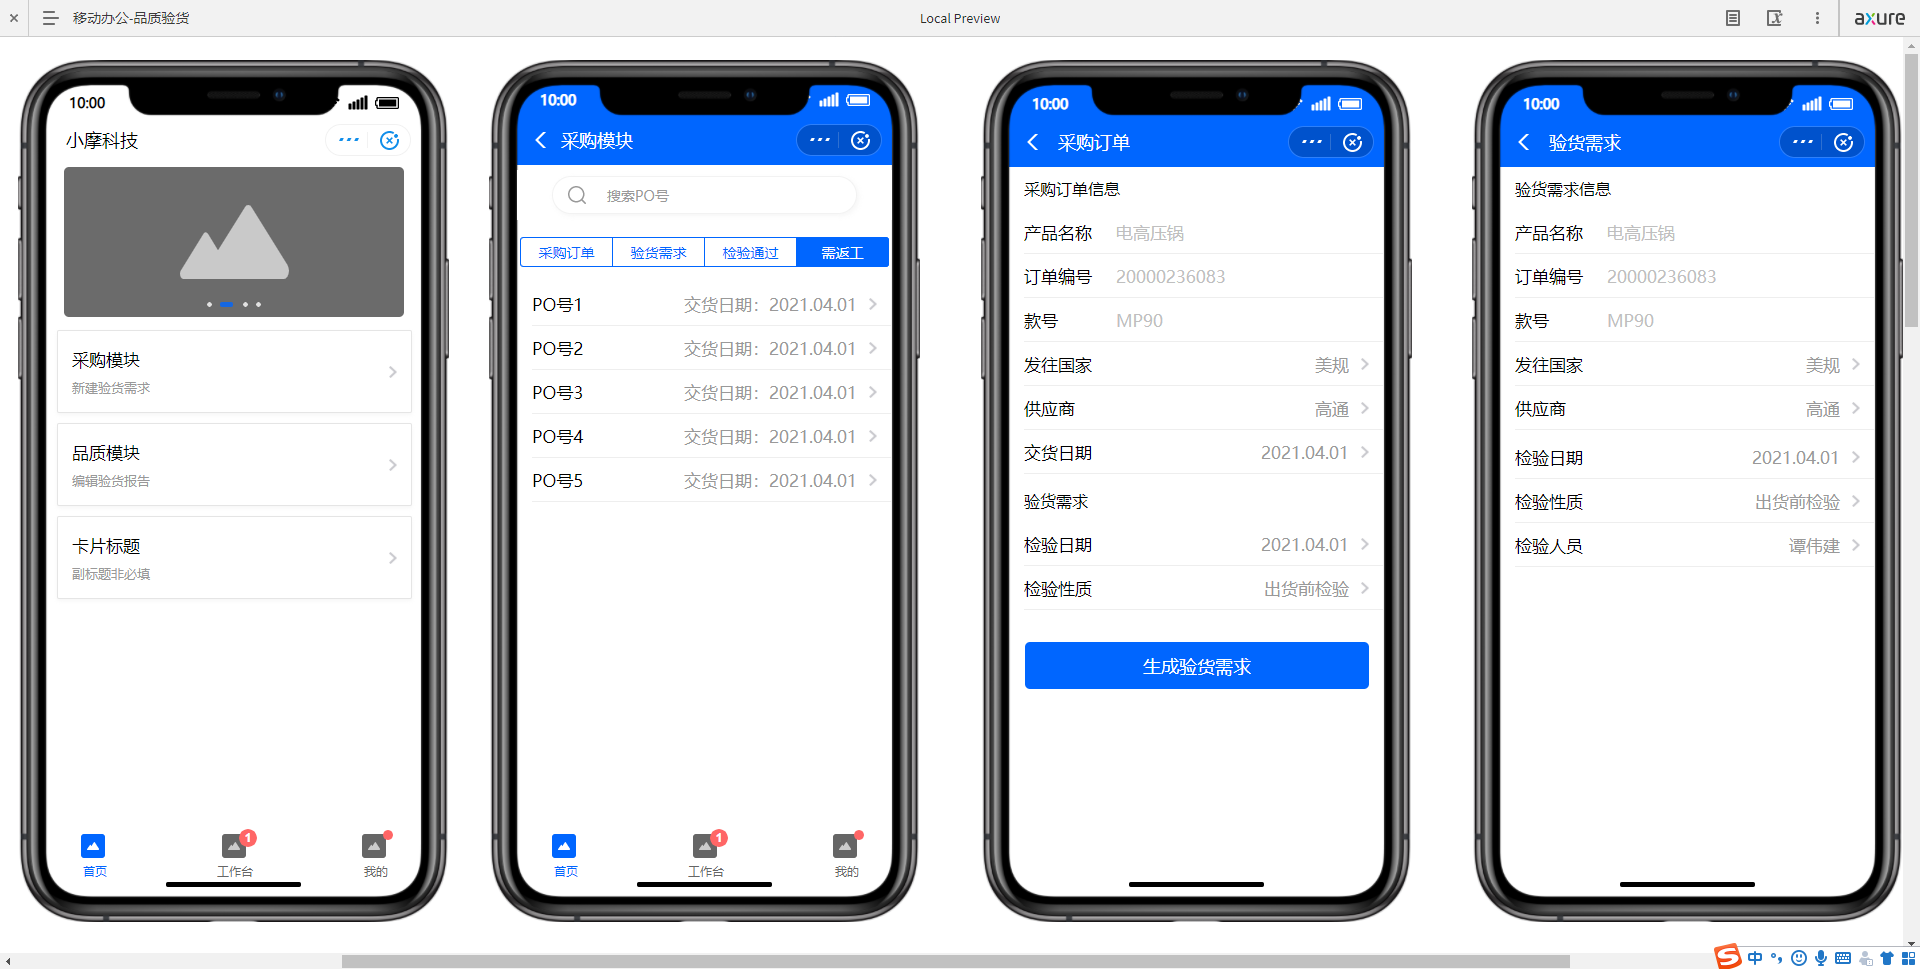 移动办公-品质验货
Local Preview
axure
10:00
小摩科技
采购模块
新建验货需求
品质模块
编辑验货报告
卡片标题
副标题非必填
首页
1
工作台
我的
10:00
采购模块
搜索PO号
采购订单 验货需求 检验通过 需返工
PO号1 交货日期：2021.04.01
PO号2 交货日期：2021.04.01
PO号3 交货日期：2021.04.01
PO号4 交货日期：2021.04.01
PO号5 交货日期：2021.04.01
首页
1
工作台
我的
10:00
采购订单
采购订单信息
产品名称 电高压锅
订单编号 20000236083
款号 MP90
发往国家 美规
供应商 高通
交货日期 2021.04.01
验货需求
检验日期 2021.04.01
检验性质 出货前检验
生成验货需求
10:00
验货需求
验货需求信息
产品名称 电高压锅
订单编号 20000236083
款号 MP90
发往国家 美规
供应商 高通
检验日期 2021.04.01
检验性质 出货前检验
检验人员 谭伟建
中